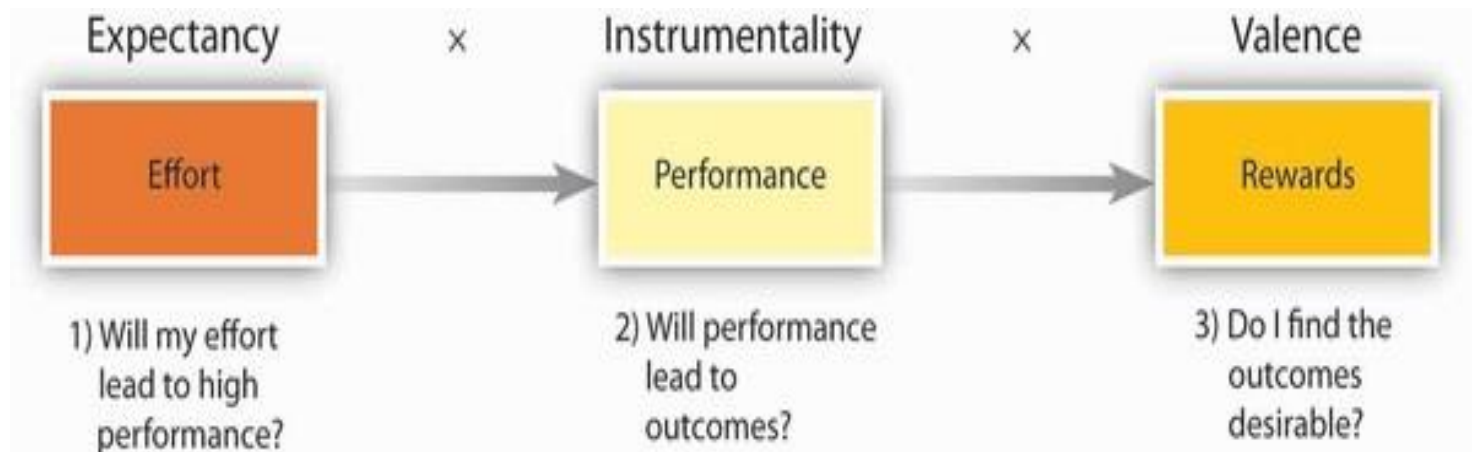 Expectancy × Instrumentality × Valence
Effort
Performance
Rewards
1) Will my effort
lead to high
performance?
2) Will performance
lead to
outcomes?
3) Do I find the
outcomes
desirable?